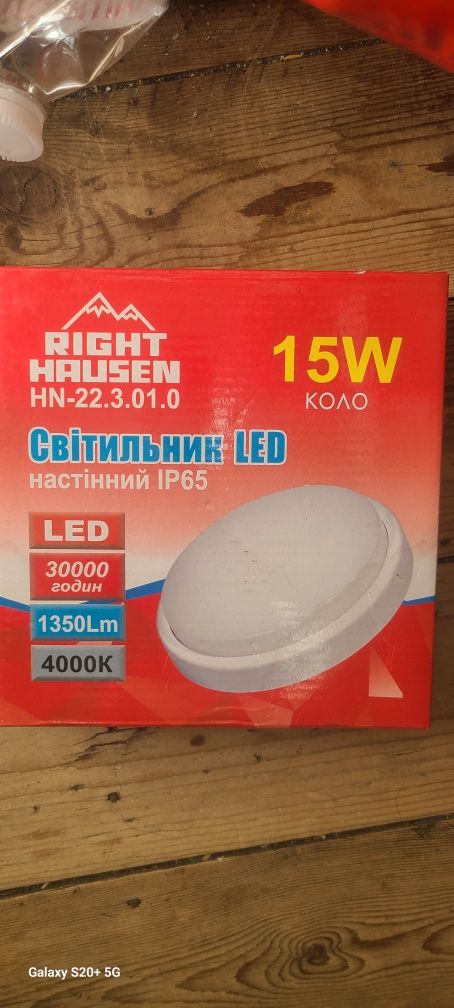 RIGHT
HAUSEN
HN-22.3.01.0
15W
КОЛО
Світильник LED
настінний IP65
LED
30000
годин
1350Lm
4000K
Galaxy S20+ 5G